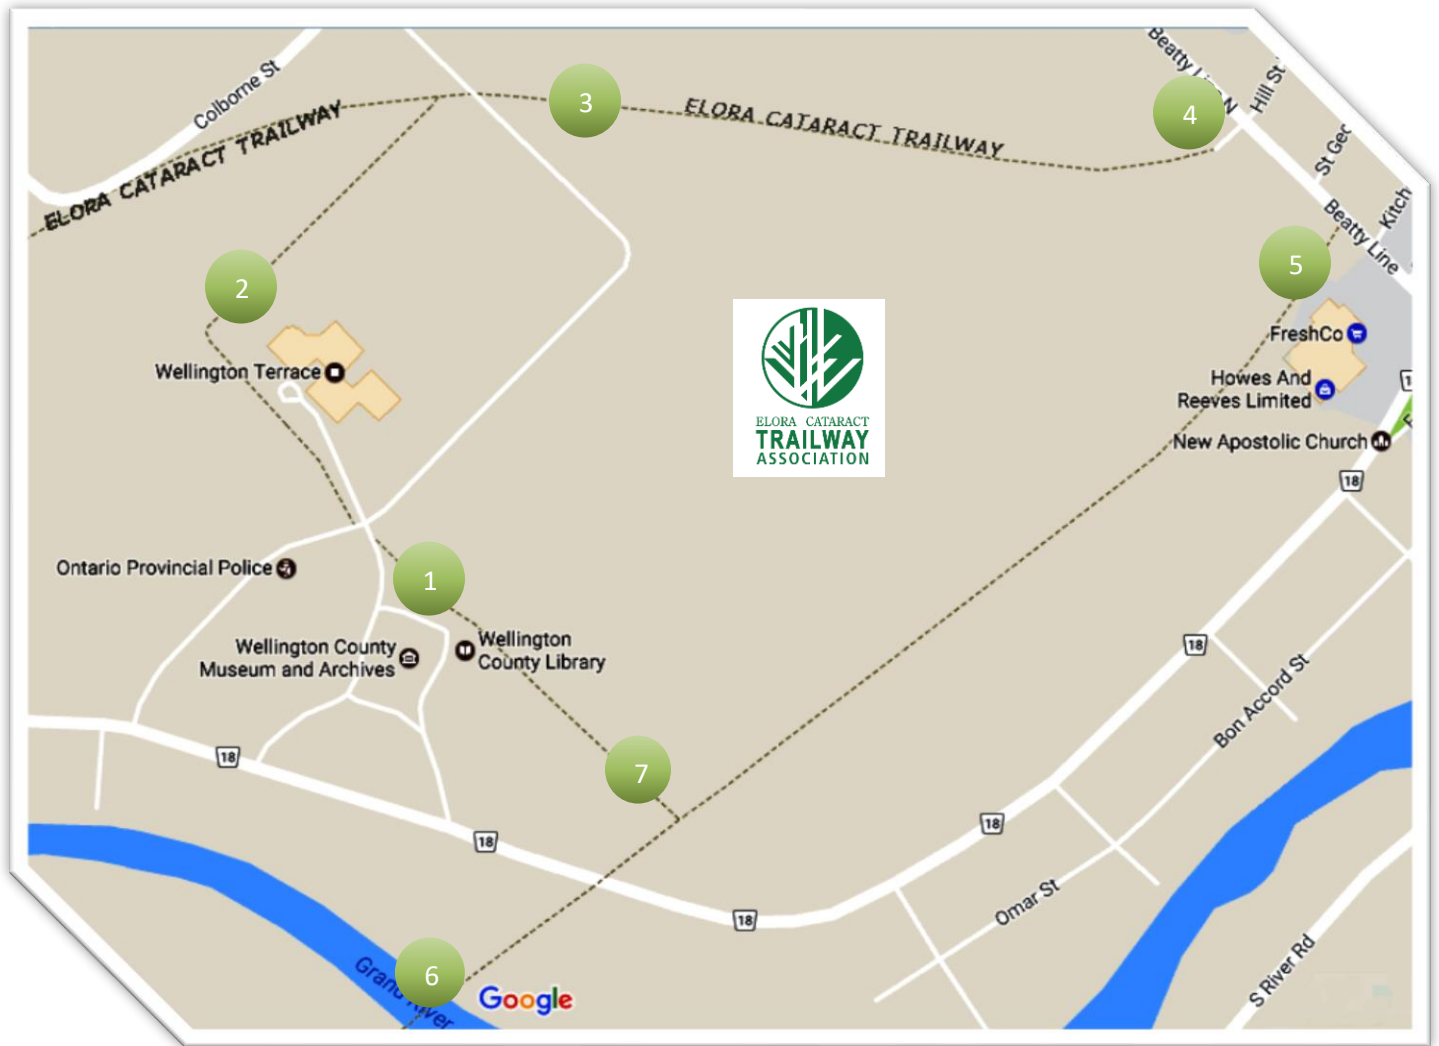 Colborne St
ELORA CATARACT TRAILWAY
3
ELORA CATARACT TRAILWAY
4
Hill St
St Geo
Kitch
Beatty Line
5
2
FreshCo
Howes And
Reeves Limited
New Apostolic Church
18
ELORA CATARACT
TRAILWAY
ASSOCIATION
Wellington Terrace
Ontario Provincial Police
1
Wellington County
Museum and Archives
Wellington
County Library
18
Bon Accord St
18
7
18
18
18
Omar St
S River Rd
6
Grand River
Google